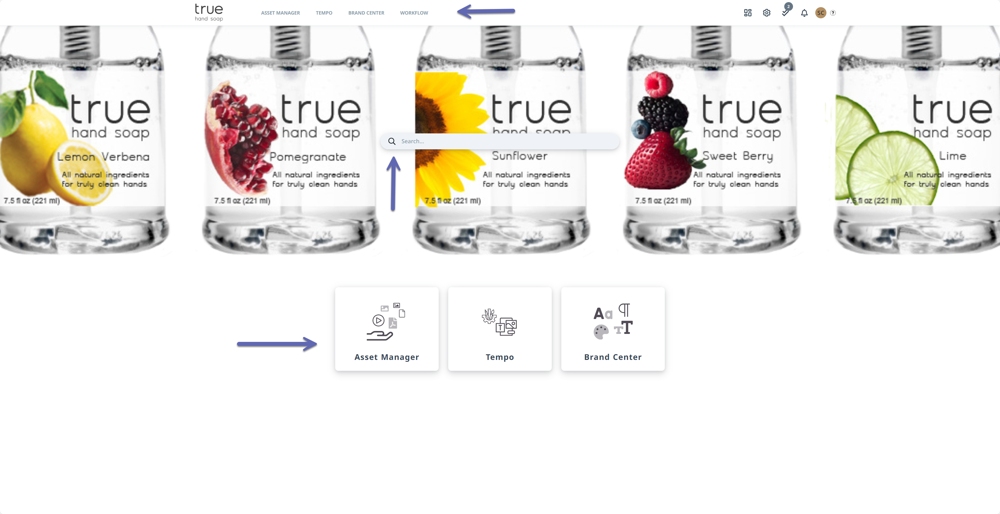 true
hand soap
ASSET MANAGER
TEMPO
BRAND CENTER
WORKFLOW
2
SC
?
true
hand soap
Lemon Verbena
All natural ingredients
for truly clean hands
7.5 fl oz (221 ml)
true
hand soap
Pomegranate
All natural ingredients
for truly clean hands
7.5 fl oz (221 ml)
true
hand soap
Search...
Sunflower
All natural ingredients
for truly clean hands
7.5 fl oz (221 ml)
true
hand soap
Sweet Berry
All natural ingredients
for truly clean hands
7.5 fl oz (221 ml)
true
hand soap
Lime
All natural ingredients
for truly clean hands
7.5 fl oz (221 ml)
Aa ¶
T
TT
Asset Manager
Tempo
Brand Center